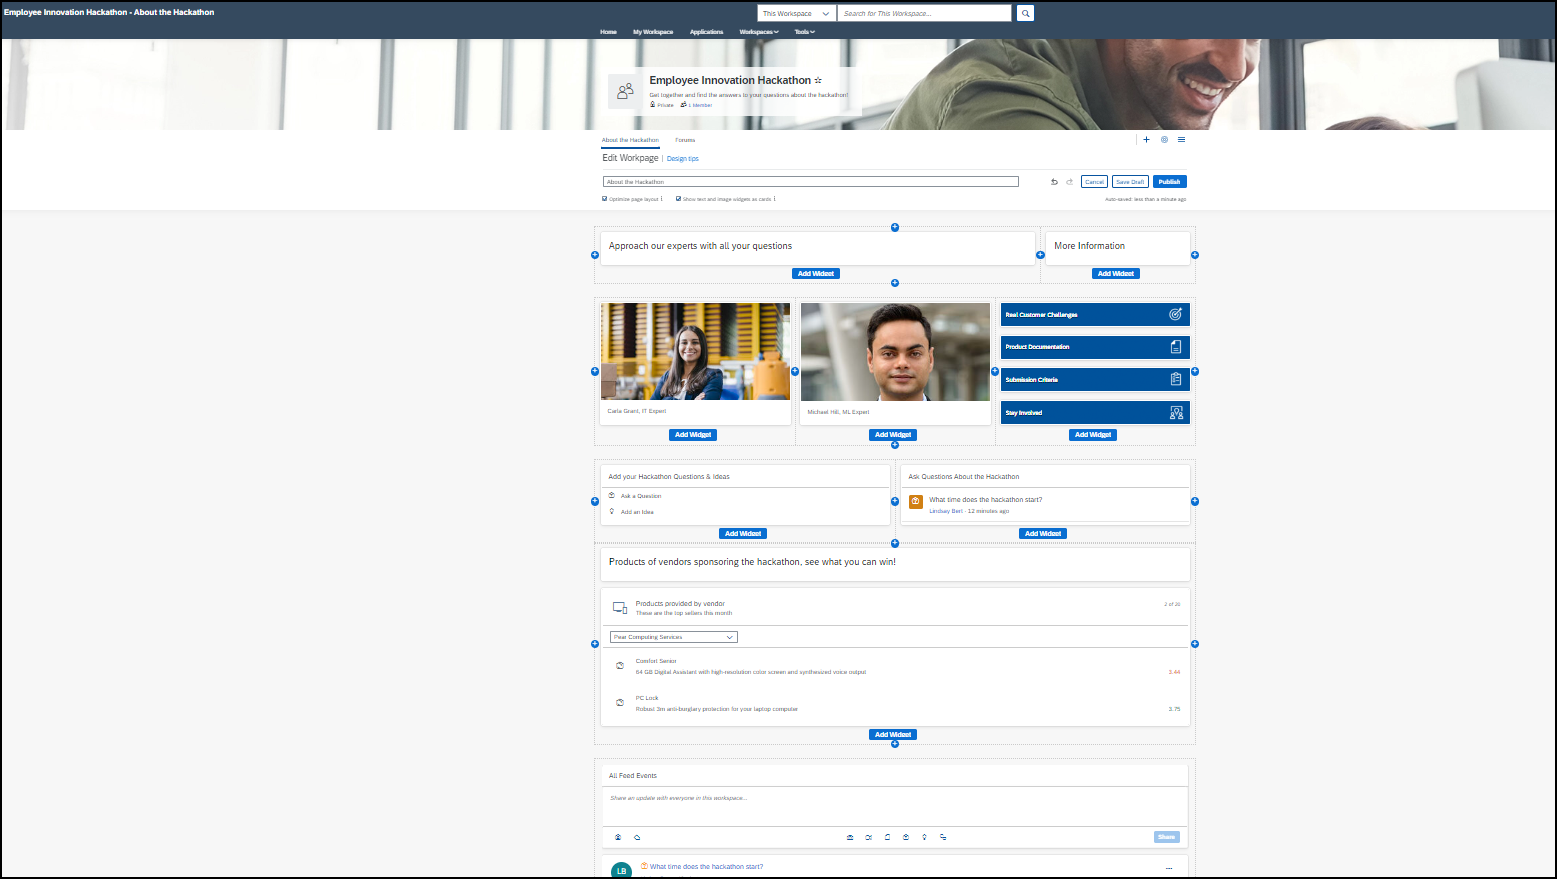 Employee Innovation Hackathon - About the Hackathon
This Workspace
Search for This Workspace...
Home My Workspace Applications Workspaces Tools
Employee Innovation Hackathon
Get together and find the answers to your questions about the hackathon!
Private 1 Member
About the Hackathon Forums
Edit Workpage | Design tips
About the Hackathon
Cancel Save Draft Publish
Optimize page layout Show text and image widgets as cards
Auto-saved: less than a minute ago
Approach our experts with all your questions
More Information
Add Widget Add Widget
Real Customer Challenges
Product Documentation
Submission Criteria
Stay Involved
Carla Grant, IT Expert
Michael Hill, ML Expert
Add Widget Add Widget Add Widget
Add your Hackathon Questions & Ideas
Ask a Question
Add an Idea
Ask Questions About the Hackathon
What time does the hackathon start?
Lindsay Bert - 12 minutes ago
Add Widget Add Widget
Products of vendors sponsoring the hackathon, see what you can win!
Products provided by vendor
2 of 20
These are the top sellers this month
Pear Computing Services
Comfort Senior
64 GB Digital Assistant with high-resolution color screen and synthesized voice output
3.44
PC Lock
Robust 3m anti-burglary protection for your laptop computer
3.75
Add Widget
All Feed Events
Share an update with everyone in this workspace...
Share
LB
What time does the hackathon start?